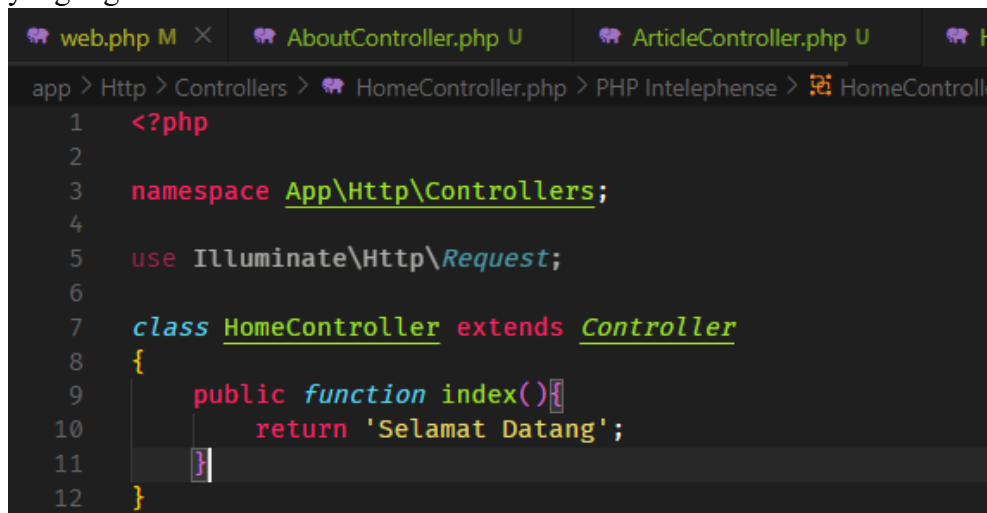 web.php M AboutController.php U ArticleController.php U
app > Http > Controllers > HomeController.php > PHP Intelephense > HomeControll
1 <?php
2
3 namespace App\Http\Controllers;
4
5 use Illuminate\Http\Request;
6
7 class HomeController extends Controller
8 {
9 public function index(){
10 return 'Selamat Datang';
11 }
12 }